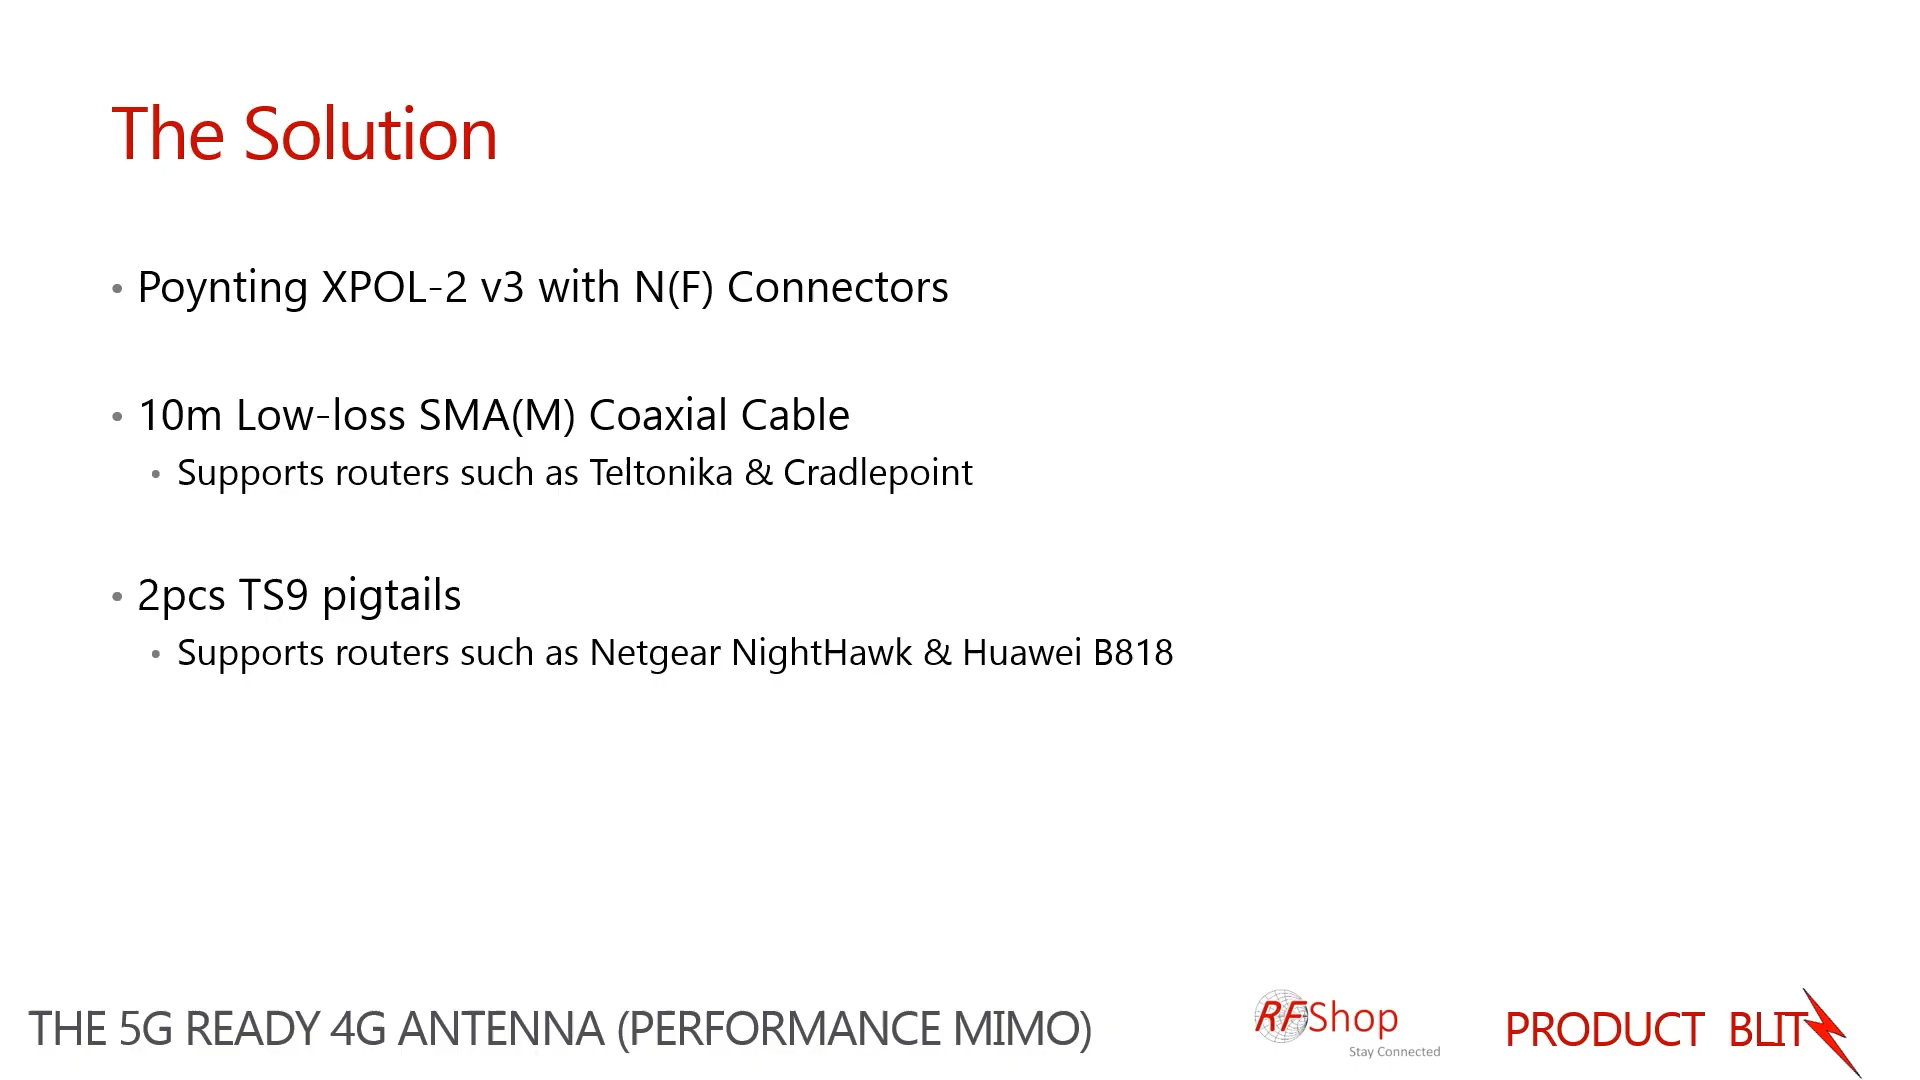 The Solution
• Poynting XPOL-2 v3 with N(F) Connectors
• 10m Low-loss SMA(M) Coaxial Cable
• Supports routers such as Teltonika & Cradlepoint
• 2pcs TS9 pigtails
• Supports routers such as Netgear NightHawk & Huawei B818
THE 5G READY 4G ANTENNA (PERFORMANCE MIMO)
RFShop
Stay Connected
PRODUCT BLIT